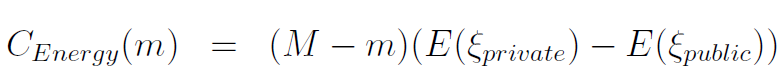 C_{Energy}(m) = (M − m)(E(ξ_{private}) − E(ξ_{public}))